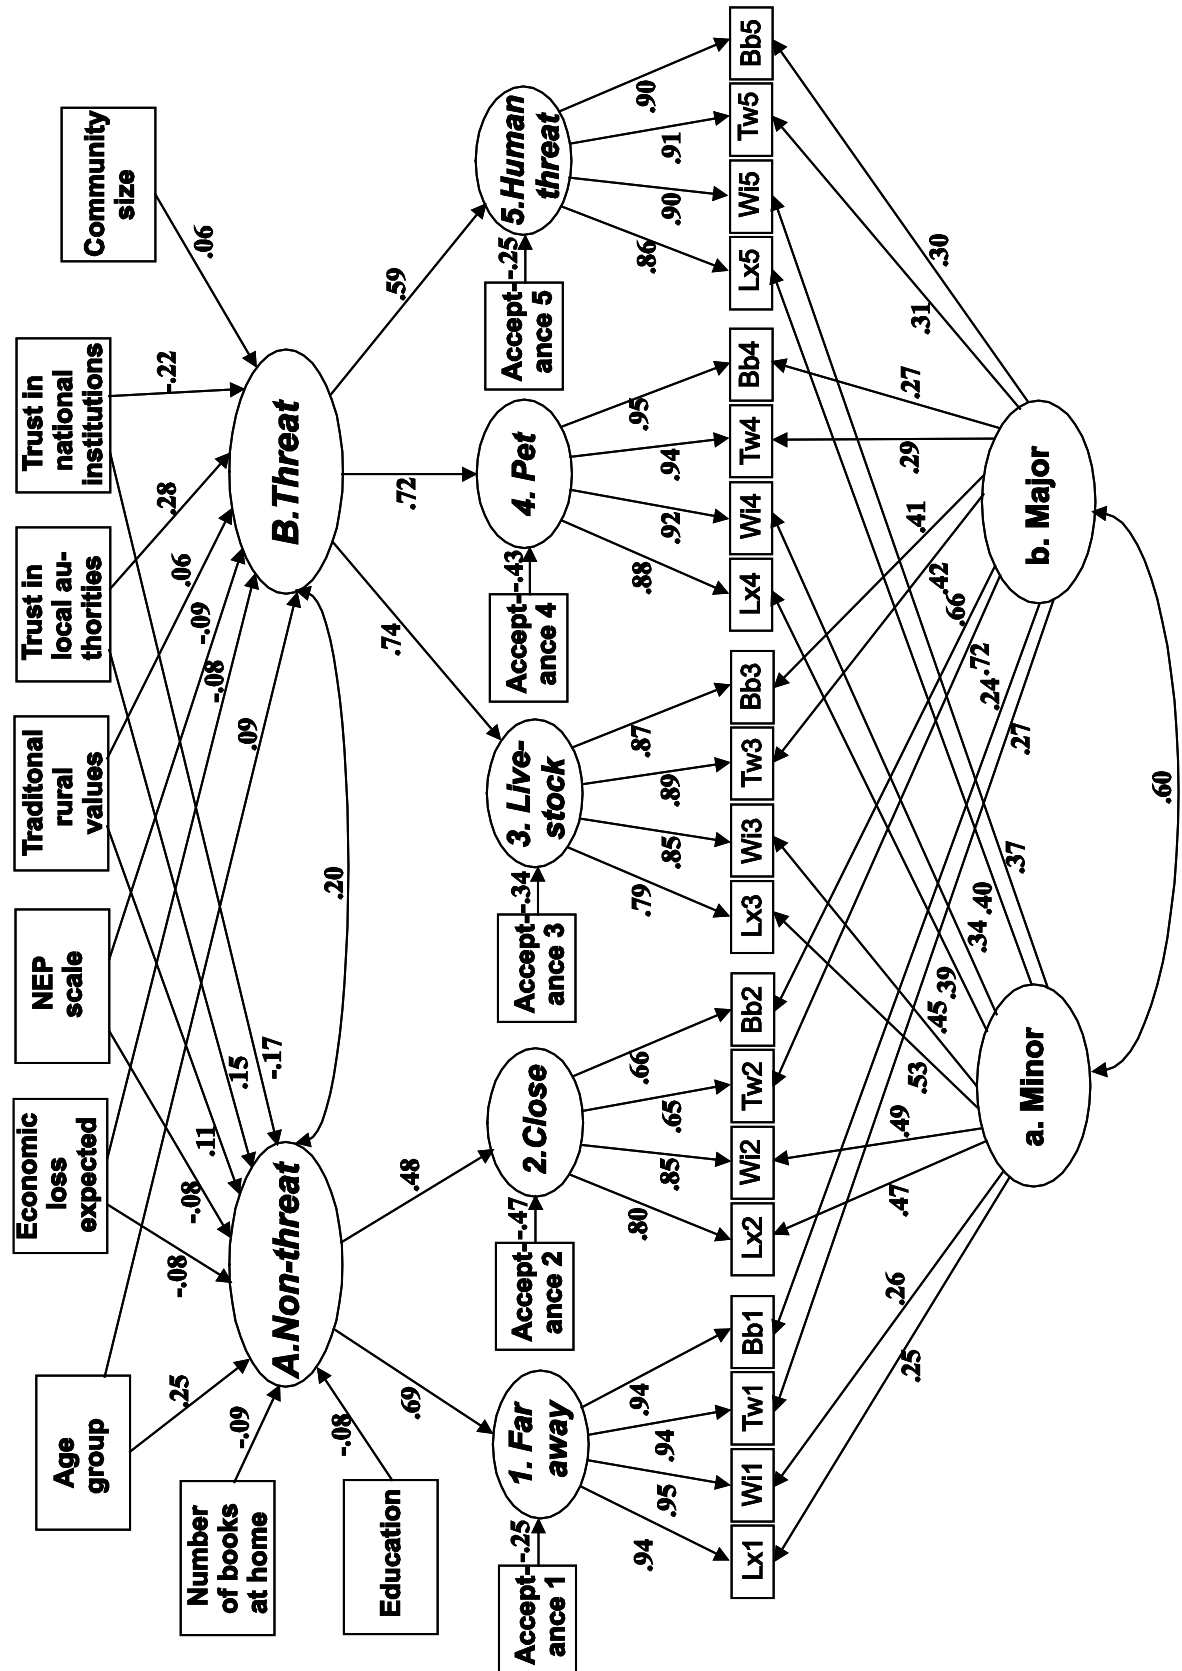 Age
group
Economic
loss
expected
NEP
scale
Traditonal
rural
values
Trust in
local au-
thorities
Trust in
national
institutions
Community
size
Number
of books
at home
Education
.25
-.09
-.08
-.08
-.08
.11
.15
-.17
.09
-.08
-.09
.06
.28
-.22
.06
A.Non-threat
B.Threat
.20
.69
.48
.74
.72
.59
Accept-
ance 1
-.25
1. Far
away
Accept-
ance 2
-.47
2.Close
Accept-
ance 3
-.34
3. Live-
stock
Accept-
ance 4
-.43
4. Pet
Accept-
ance 5
-.25
5.Human
threat
.94
.95
.94
.94
.80
.85
.65
.66
.79
.85
.89
.87
.88
.92
.94
.95
.86
.90
.91
.90
Lx1
Wi1
Tw1
Bb1
Lx2
Wi2
Tw2
Bb2
Lx3
Wi3
Tw3
Bb3
Lx4
Wi4
Tw4
Bb4
Lx5
Wi5
Tw5
Bb5
.25
.26
.47
.49
.53
.45
.39
.34
.40
.37
.27
.24
.72
.66
.42
.41
.29
.27
.31
.30
a. Minor
b. Major
.60